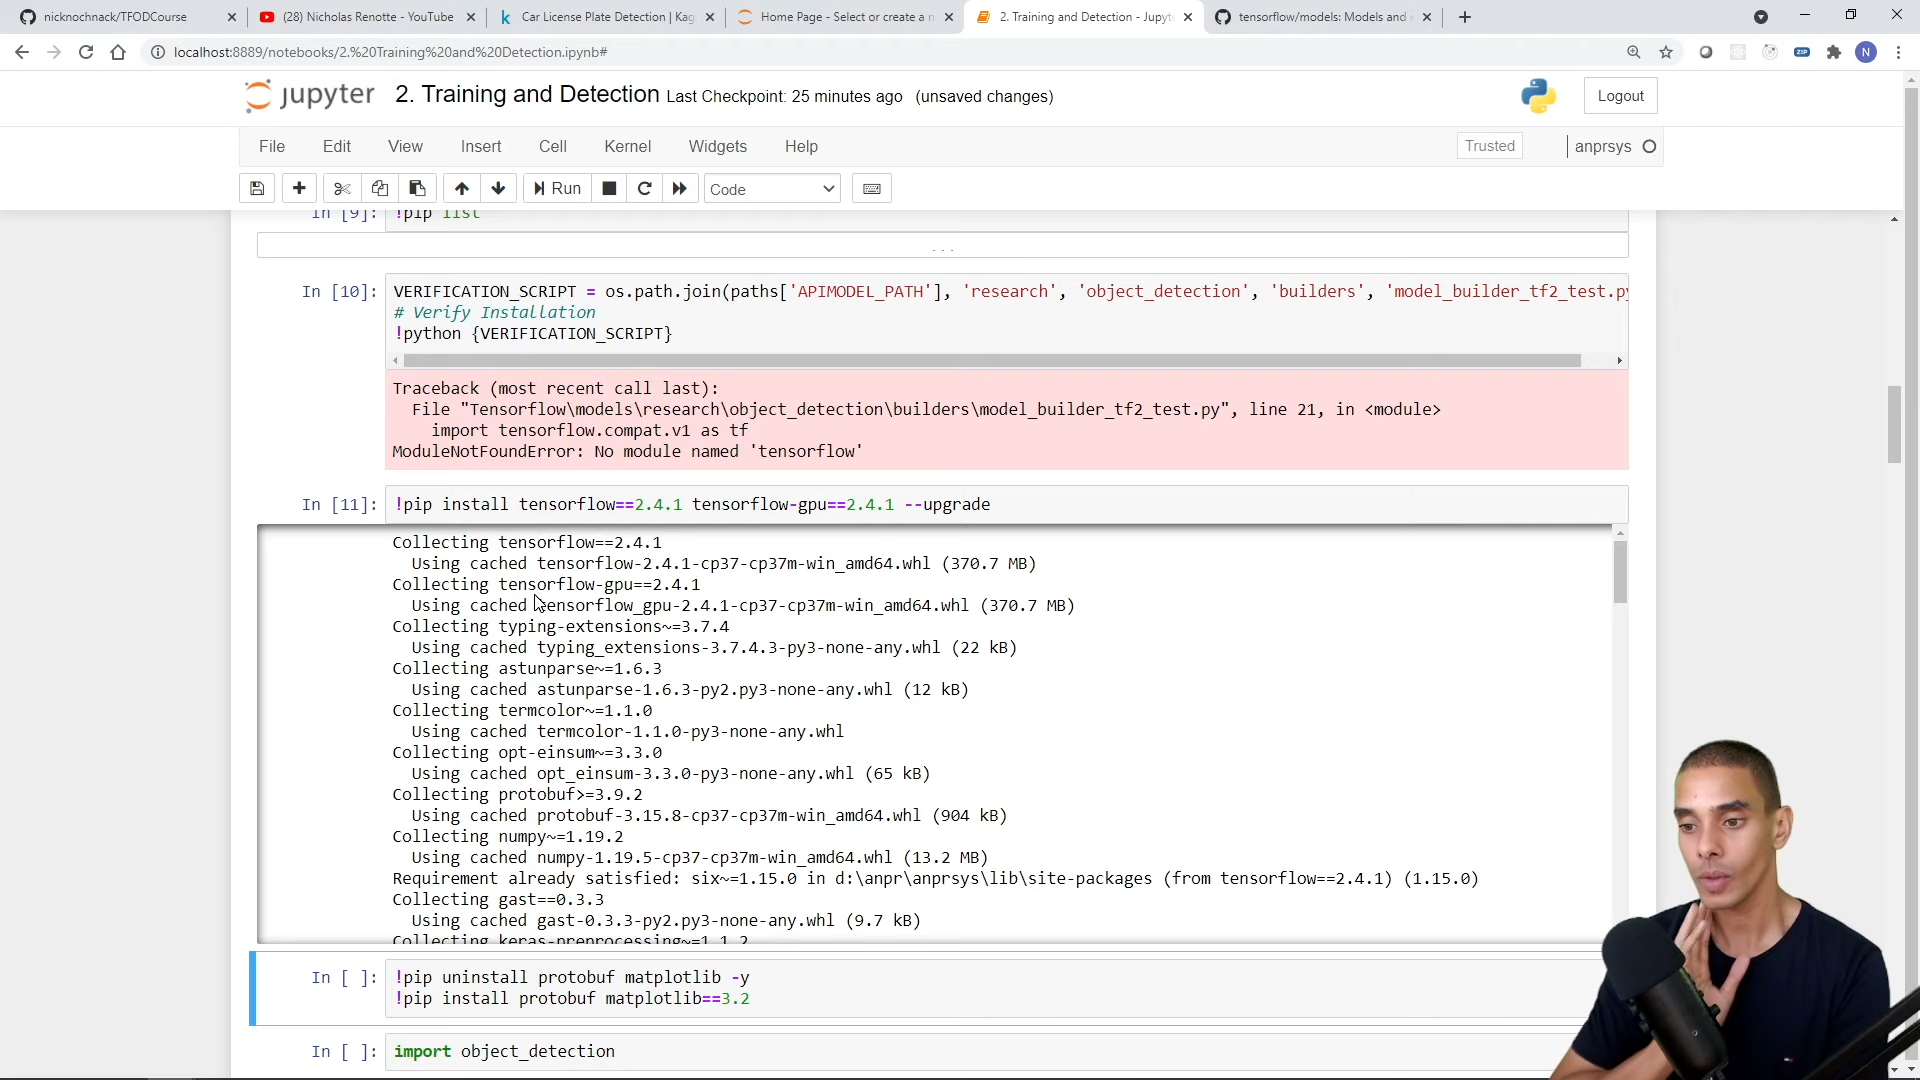 nicknochnack/TFODCourse
(28) Nicholas Renotte - YouTube
Car License Plate Detection | Kag
Home Page - Select or create a n
2. Training and Detection - Jupyt
tensorflow/models: Models and
localhost:8889/notebooks/2.%20Training%20and%20Detection.ipynb#
ZIP
N
jupyter 2. Training and Detection Last Checkpoint: 25 minutes ago (unsaved changes)
Logout
File Edit View Insert Cell Kernel Widgets Help
Trusted
anprsys
Run
Code
In [9]: !pip list
...
In [10]: VERIFICATION_SCRIPT = os.path.join(paths['APIMODEL_PATH'], 'research', 'object_detection', 'builders', 'model_builder_tf2_test.py
# Verify Installation
!python {VERIFICATION_SCRIPT}
Traceback (most recent call last):
File "Tensorflow\models\research\object_detection\builders\model_builder_tf2_test.py", line 21, in <module>
import tensorflow.compat.v1 as tf
ModuleNotFoundError: No module named 'tensorflow'
In [11]: !pip install tensorflow==2.4.1 tensorflow-gpu==2.4.1 --upgrade
Collecting tensorflow==2.4.1
Using cached tensorflow-2.4.1-cp37-cp37m-win_amd64.whl (370.7 MB)
Collecting tensorflow-gpu==2.4.1
Using cached tensorflow_gpu-2.4.1-cp37-cp37m-win_amd64.whl (370.7 MB)
Collecting typing-extensions~=3.7.4
Using cached typing_extensions-3.7.4.3-py3-none-any.whl (22 kB)
Collecting astunparse~=1.6.3
Using cached astunparse-1.6.3-py2.py3-none-any.whl (12 kB)
Collecting termcolor~=1.1.0
Using cached termcolor-1.1.0-py3-none-any.whl
Collecting opt-einsum~=3.3.0
Using cached opt_einsum-3.3.0-py3-none-any.whl (65 kB)
Collecting protobuf>=3.9.2
Using cached protobuf-3.15.8-cp37-cp37m-win_amd64.whl (904 kB)
Collecting numpy~=1.19.2
Using cached numpy-1.19.5-cp37-cp37m-win_amd64.whl (13.2 MB)
Requirement already satisfied: six~=1.15.0 in d:\anpr\anprsys\lib\site-packages (from tensorflow==2.4.1) (1.15.0)
Collecting gast==0.3.3
Using cached gast-0.3.3-py2.py3-none-any.whl (9.7 kB)
Collecting keras-preprocessing~=1.1.2
In [ ]: !pip uninstall protobuf matplotlib -y
!pip install protobuf matplotlib==3.2
In [ ]: import object_detection